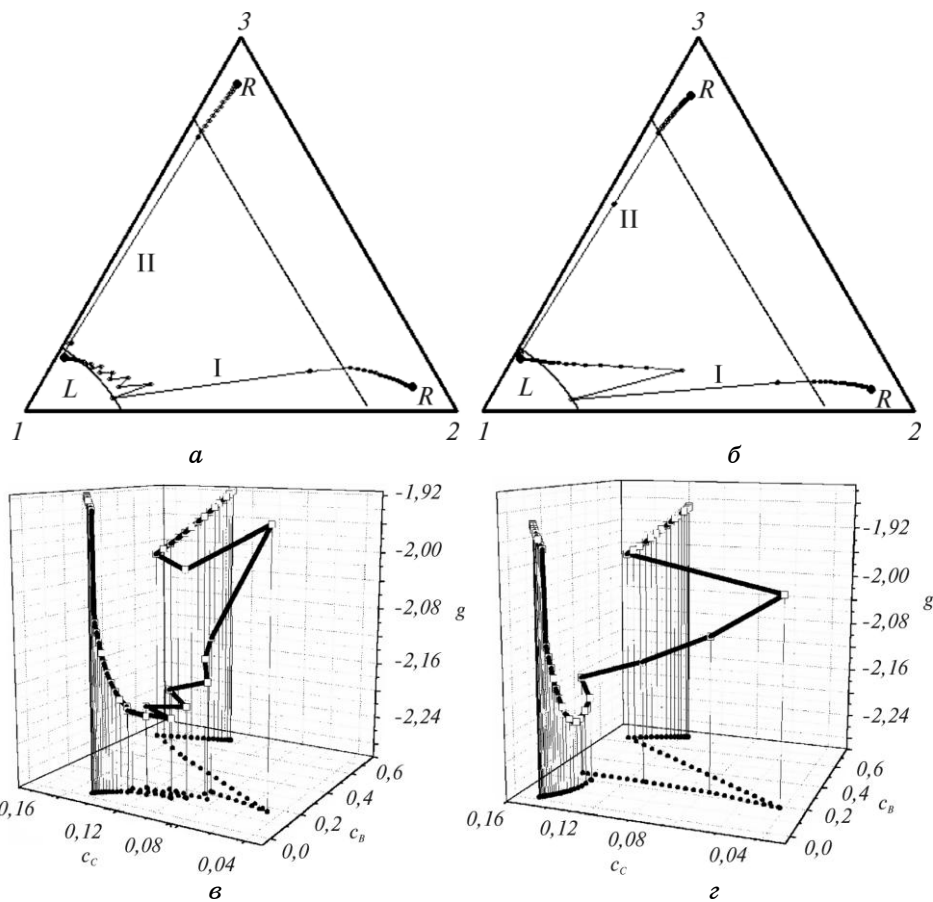 3
3
R
R
II
II
I
I
L
R
L
R
1
2
1
2
а
б
-1,92
-2,00
-2,08
-2,16
-2,24
g
-1,92
-2,00
-2,08
-2,16
-2,24
g
0,16
0,12
0,08
0,04
c_C
0,0
0,2
0,4
0,6
c_B
0,16
0,12
0,08
0,04
c_C
0,0
0,2
0,4
0,6
c_B
в
г